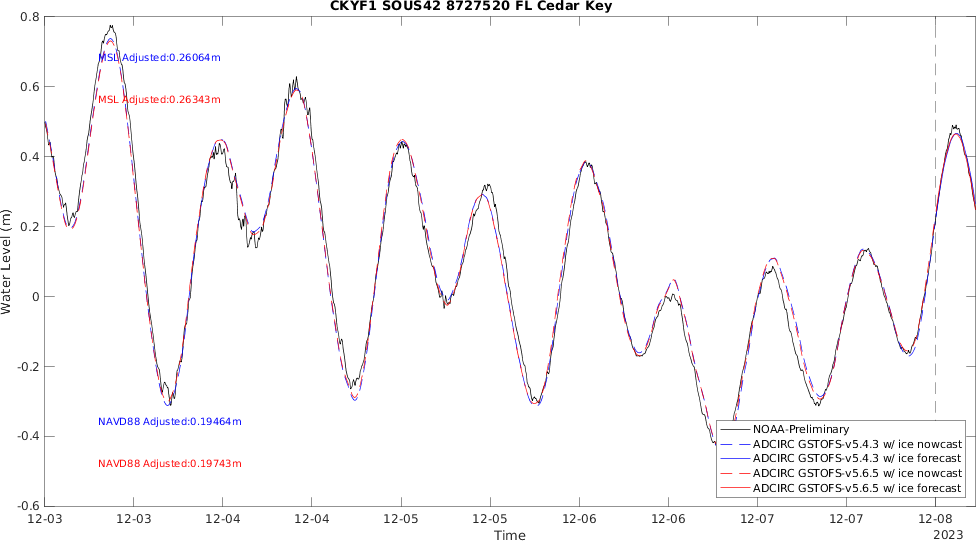 CKYF1 SOUS42 8727520 FL Cedar Key
0.8
0.6
0.4
0.2
0
-0.2
-0.4
-0.6
Water Level (m)
MSL Adjusted:0.26064m
MSL Adjusted:0.26343m
NAVD88 Adjusted:0.19464m
NAVD88 Adjusted:0.19743m
NOAA-Preliminary
ADCIRC GSTOFS-v5.4.3 w/ ice nowcast
ADCIRC GSTOFS-v5.4.3 w/ ice forecast
ADCIRC GSTOFS-v5.6.5 w/ ice nowcast
ADCIRC GSTOFS-v5.6.5 w/ ice forecast
12-03 12-03 12-04 12-04 12-05 12-05 12-06 12-06 12-07 12-07 12-08
Time
2023